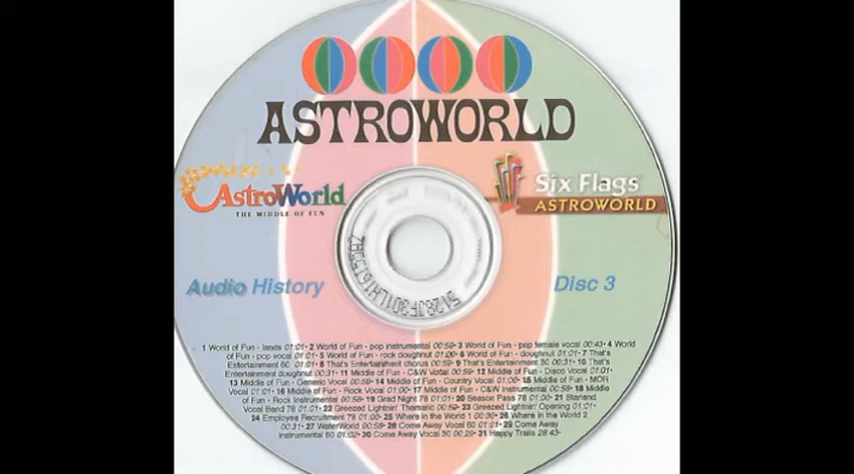 ASTROWORLD
AstroWorld
THE MIDDLE OF FUN
Six Flags
ASTROWORLD
Audio History
Disc 3
1 World of Fun - lands 01:01• 2 World of Fun - pop instrumental 00:59• 3 World of Fun - pop female vocal 00:43• 4 World
of Fun - pop vocal 01:01• 5 World of Fun - rock doughnut 01:00• 6 World of Fun - doughnut 01:01• 7 That's
Entertainment 60 01:01• 8 That's Entertainment chorus 00:59• 9 That's Entertainment 30 00:31• 10 That's
Entertainment doughnut 00:31• 11 Middle of Fun - C&W Vocal 00:59• 12 Middle of Fun - Disco Vocal 01:01•
13 Middle of Fun - Generic Vocal 00:59• 14 Middle of Fun - Country Vocal 01:00• 15 Middle of Fun - MOR
Vocal 01:01• 16 Middle of Fun - Rock Vocal 01:00• 17 Middle of Fun - C&W Instrumental 00:59• 18 Middle of
Fun - Rock Instrumental 00:59• 19 Grad Night 78 01:01• 20 Season Pass 78 01:00• 21 Starland
Vocal Band 78 01:01• 22 Greezed Lightnin' Thematic 00:59• 23 Greezed Lightnin' Opening 01:01•
24 Employee Recruitment 78 01:00• 25 Where in the World 1 00:30• 26 Where in the World 2
00:31• 27 WaterWorld 00:58• 28 Come Away Vocal 60 01:01• 29 Come Away
instrumental 60 01:02• 30 Come Away Vocal 30 00:29• 31 Happy Trails 28:43•